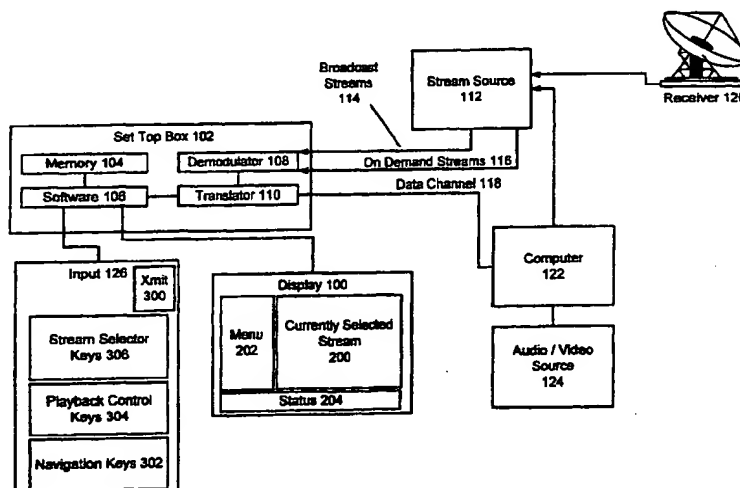 Broadcast
Streams
114
Stream Source
112
Receiver 120
Set Top Box 102
Memory 104
Demodulator 108
On Demand Streams 116
Software 106
Translator 110
Data Channel 118
Computer
122
Input 126
Xmit
300
Display 100
Menu
202
Currently Selected
Stream
200
Stream Selector
Keys 306
Audio / Video
Source
124
Playback Control
Keys 304
Status 204
Navigation Keys 302